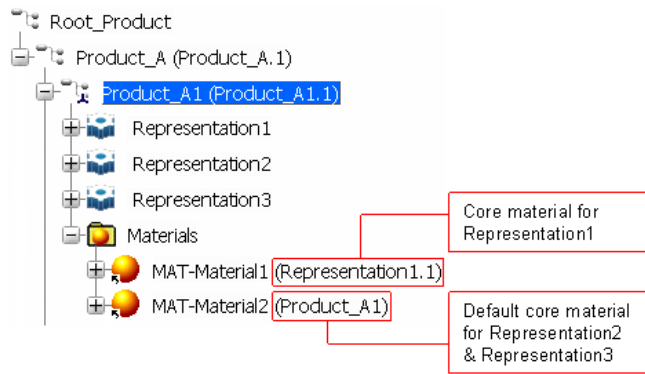 Root_Product
Product_A (Product_A.1)
Product_A1 (Product_A1.1)
Representation1
Representation2
Representation3
Materials
MAT-Material1 (Representation1.1)
MAT-Material2 (Product_A1)
Core material for
Representation1
Default core material
for Representation2
& Representation3